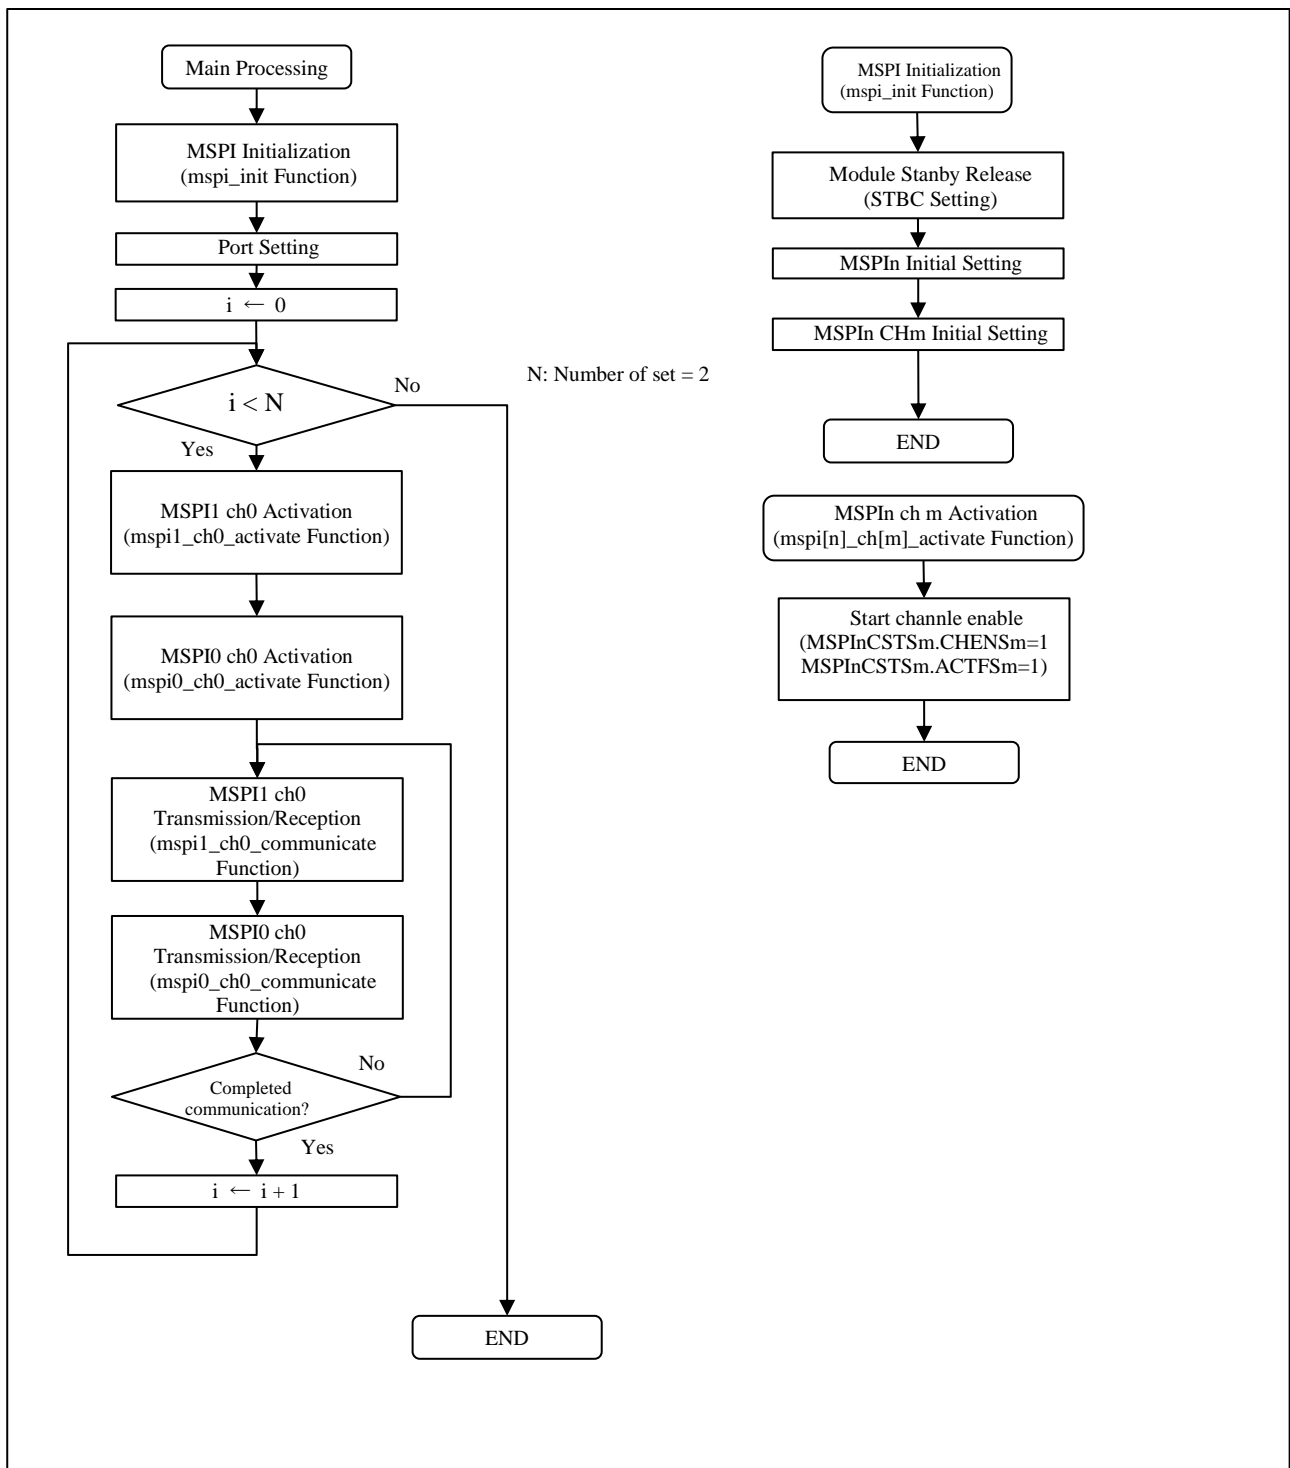 Main Processing
MSPI Initialization
(mspi_init Function)
Port Setting
i ← 0
i < N
No
Yes
N: Number of set = 2
MSPI1 ch0 Activation
(mspi1_ch0_activate Function)
MSPI0 ch0 Activation
(mspi0_ch0_activate Function)
MSPI1 ch0
Transmission/Reception
(mspi1_ch0_communicate
Function)
MSPI0 ch0
Transmission/Reception
(mspi0_ch0_communicate
Function)
Completed
communication?
No
Yes
i ← i + 1
END
MSPI Initialization
(mspi_init Function)
Module Stanby Release
(STBC Setting)
MSPIn Initial Setting
MSPIn CHm Initial Setting
END
MSPIn ch m Activation
(mspi[n]_ch[m]_activate Function)
Start channle enable
(MSPInCSTSm.CHENSm=1
MSPInCSTSm.ACTFSm=1)
END